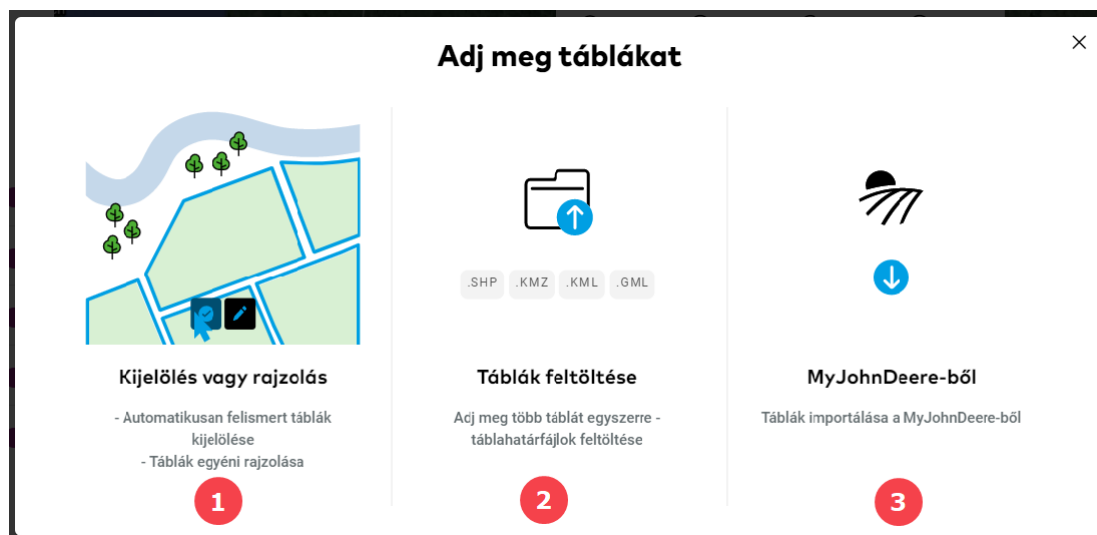 Adj meg táblákat
.SHP .KMZ .KML .GML
Kijelölés vagy rajzolás
- Automatikusan felismert táblák
kijelölése
- Táblák egyéni rajzolása
1
Táblák feltöltése
Adj meg több táblát egyszerre -
táblahatárfájlok feltöltése
2
MyJohnDeere-ből
Táblák importálása a MyJohnDeere-ből
3